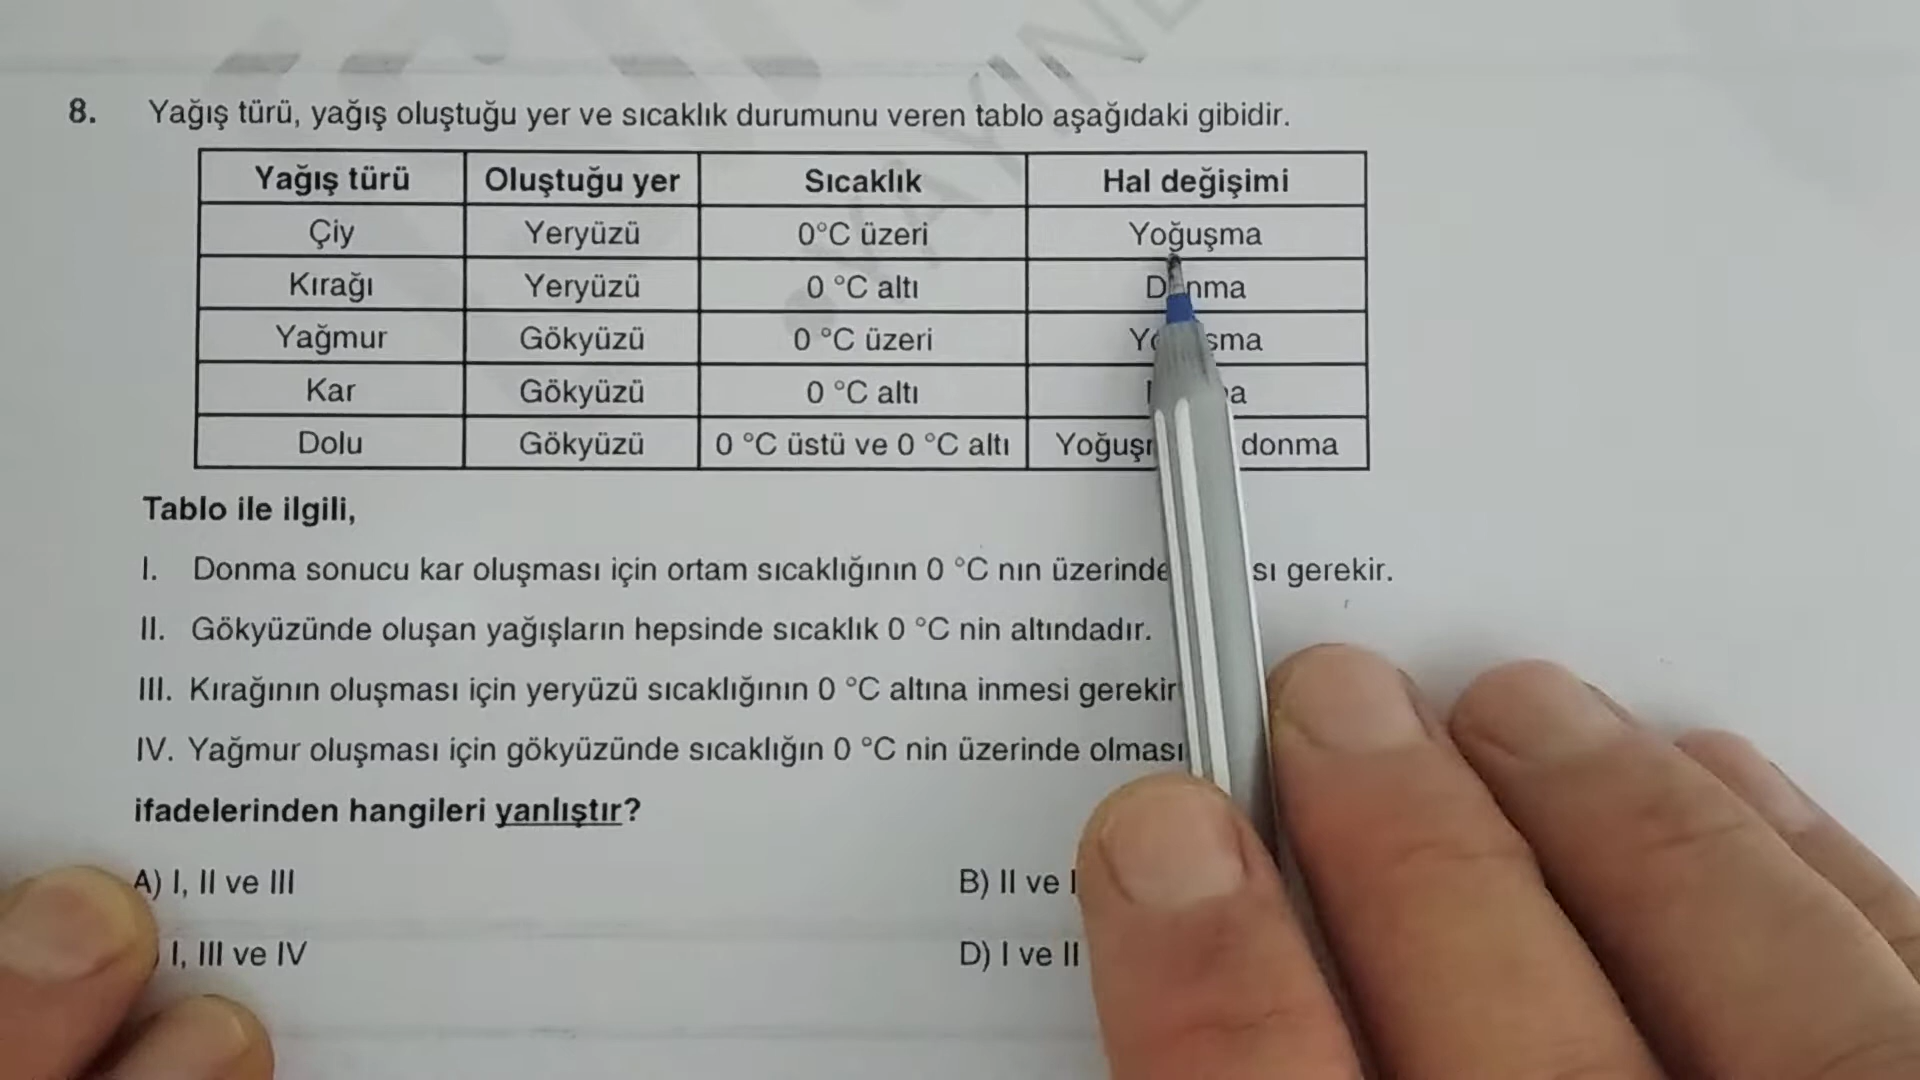 8. Yağış türü, yağış oluştuğu yer ve sıcaklık durumunu veren tablo aşağıdaki gibidir.
Yağış türü Oluştuğu yer Sıcaklık Hal değişimi
Çiy Yeryüzü 0°C üzeri Yoğuşma
Kırağı Yeryüzü 0 °C altı
Yağmur Gökyüzü 0 °C üzeri
Kar Gökyüzü 0 °C altı
Dolu Gökyüzü 0 °C üstü ve 0 °C altı donma
Tablo ile ilgili,
I. Donma sonucu kar oluşması için ortam sıcaklığının 0 °C nın üzerinde gerekir.
II. Gökyüzünde oluşan yağışların hepsinde sıcaklık 0 °C nin altındadır.
III. Kırağının oluşması için yeryüzü sıcaklığının 0 °C altına inmesi gerekir
IV. Yağmur oluşması için gökyüzünde sıcaklığın 0 °C nin üzerinde olması
ifadelerinden hangileri yanlıştır?
A) I, II ve III B) II ve
I, III ve IV D) I ve II